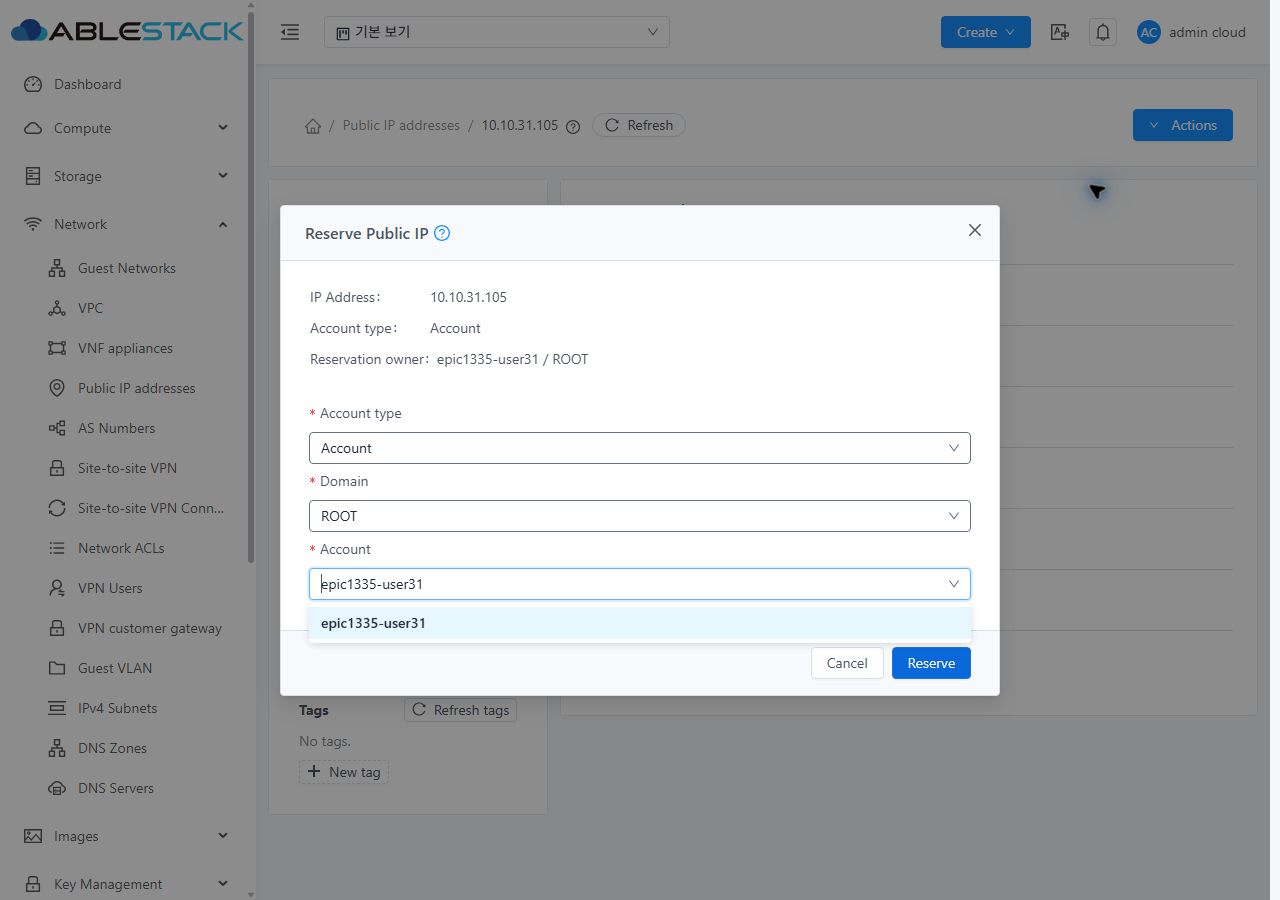 ABLESTACK
기본 보기
Create
AC admin cloud
Dashboard
Compute
Storage
Network
Guest Networks
VPC
VNF appliances
Public IP addresses
AS Numbers
Site-to-site VPN
Site-to-site VPN Conn...
Network ACLs
VPN Users
VPN customer gateway
Guest VLAN
IPv4 Subnets
DNS Zones
DNS Servers
Images
Key Management
/ Public IP addresses / 10.10.31.105
Refresh
Actions
Reserve Public IP
IP Address: 10.10.31.105
Account type: Account
Reservation owner: epic1335-user31 / ROOT
* Account type
Account
* Domain
ROOT
* Account
epic1335-user31
epic1335-user31
Cancel
Reserve
Tags
Refresh tags
No tags.
+ New tag